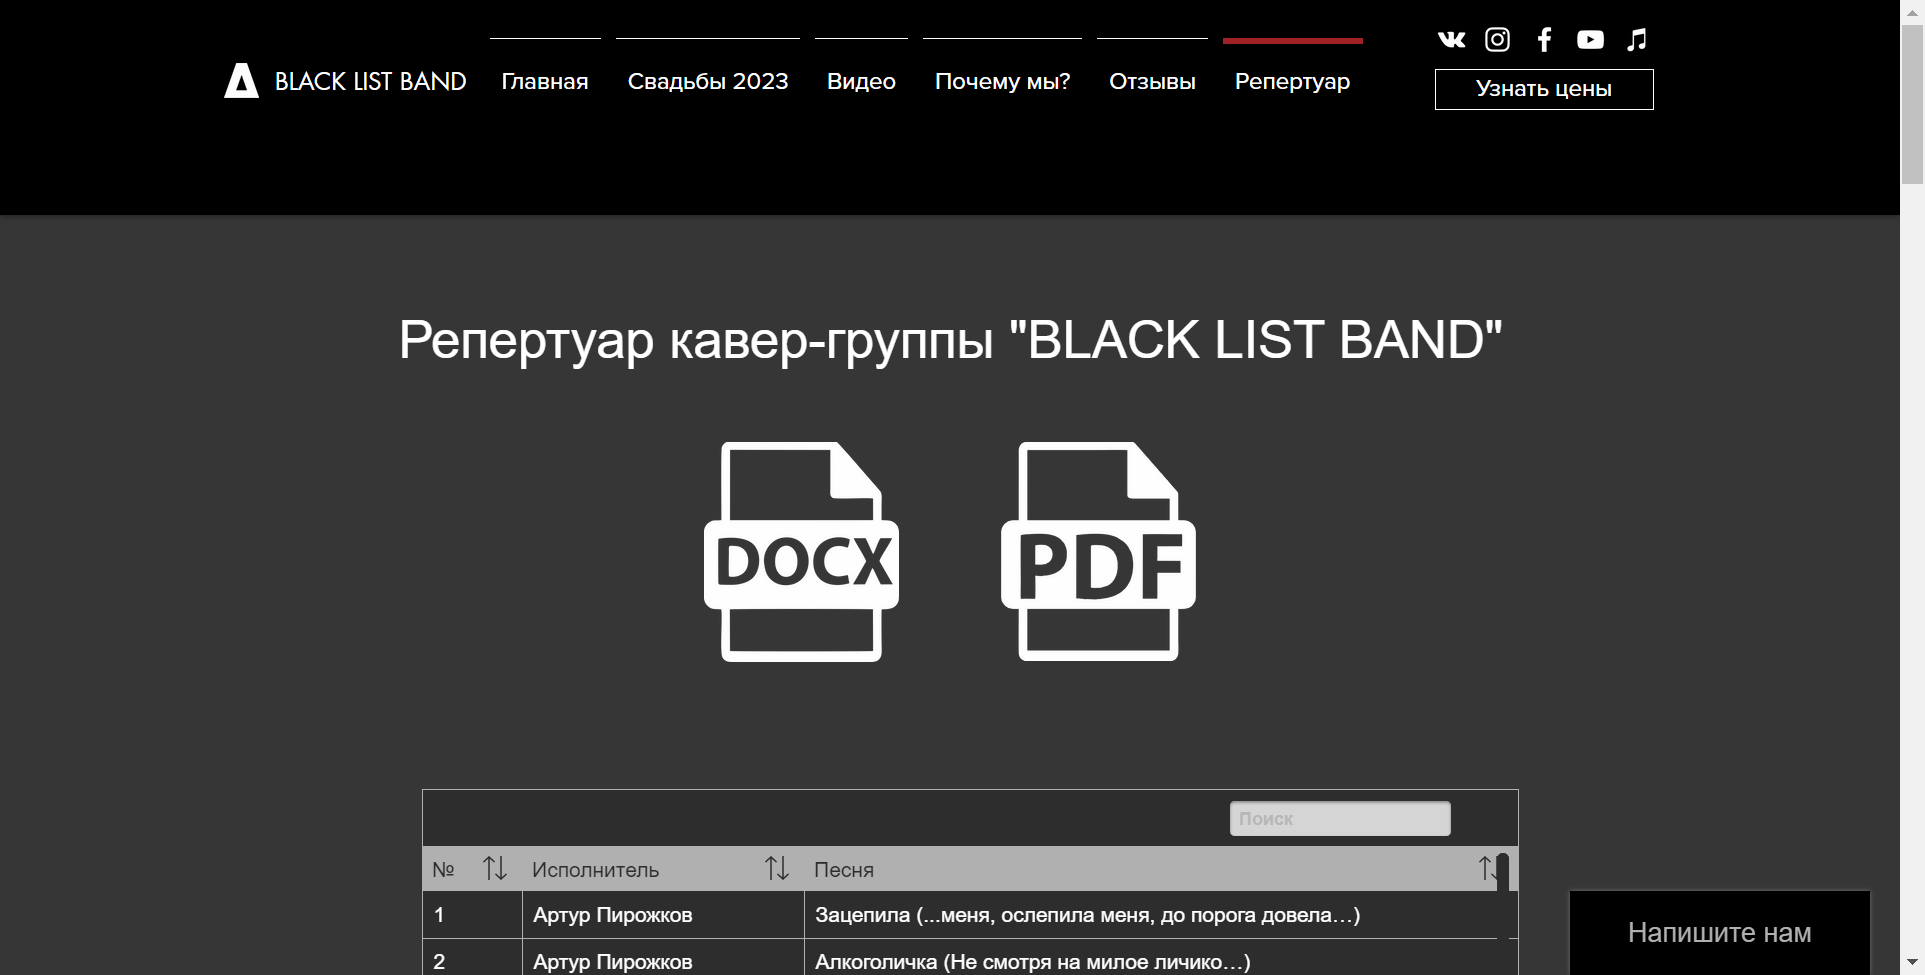 BLACK LIST BAND
Главная
Свадьбы 2023
Видео
Почему мы?
Отзывы
Репертуар
Узнать цены
Репертуар кавер-группы "BLACK LIST BAND"
DOCX
PDF
Поиск
№ Исполнитель Песня
1 Артур Пирожков Зацепила (...меня, ослепила меня, до порога довела…)
2 Артур Пирожков Алкоголичка (Не смотря на милое личико…)
Напишите нам